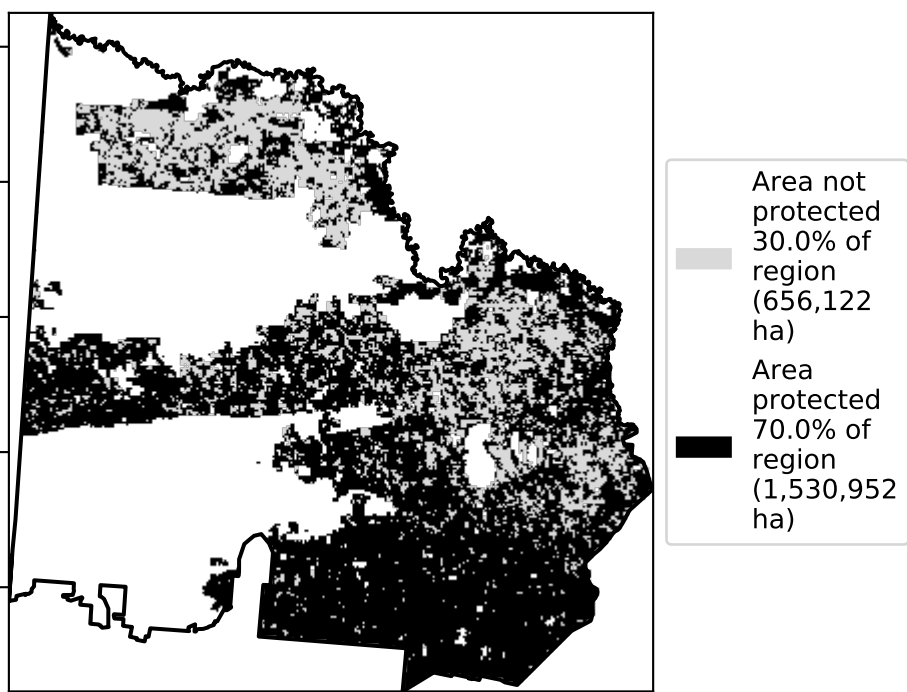 Area not
protected
30.0% of
region
(656,122
ha)
Area
protected
70.0% of
region
(1,530,952
ha)